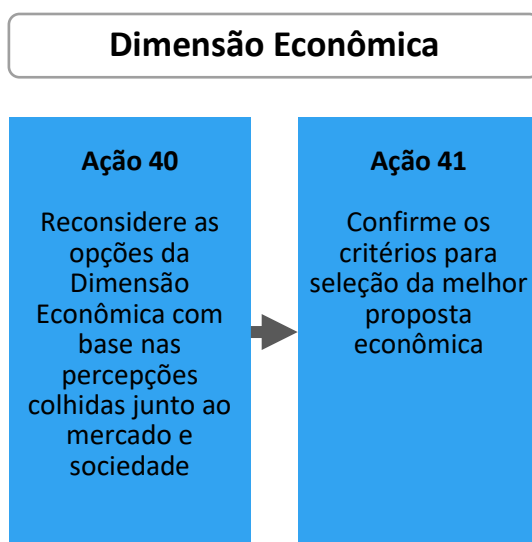 Dimensão Econômica
Ação 40
Reconsidere as
opções da
Dimensão
Econômica com
base nas
percepções
colhidas junto ao
mercado e
sociedade
Ação 41
Confirme os
critérios para
seleção da melhor
proposta
econômica